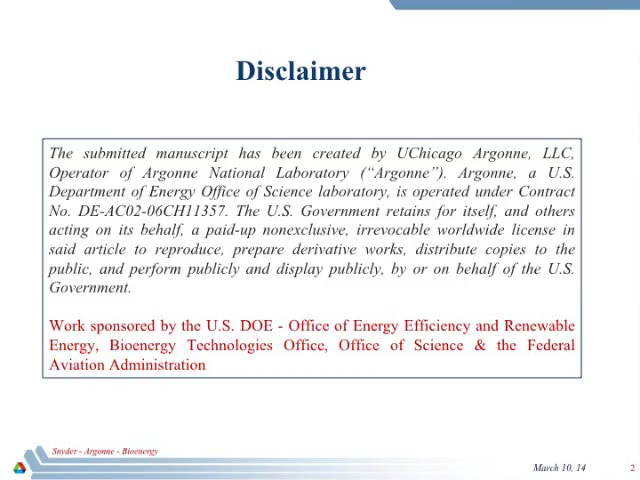 Disclaimer
The submitted manuscript has been created by UChicago Argonne, LLC,
Operator of Argonne National Laboratory (“Argonne”). Argonne, a U.S.
Department of Energy Office of Science laboratory, is operated under Contract
No. DE-AC02-06CH11357. The U.S. Government retains for itself, and others
acting on its behalf, a paid-up nonexclusive, irrevocable worldwide license in
said article to reproduce, prepare derivative works, distribute copies to the
public, and perform publicly and display publicly, by or on behalf of the U.S.
Government.
Work sponsored by the U.S. DOE - Office of Energy Efficiency and Renewable
Energy, Bioenergy Technologies Office, Office of Science & the Federal
Aviation Administration
Snyder - Argonne - Bioenergy
March 10, 14
2